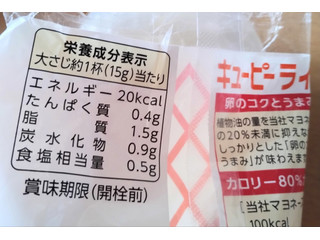 栄養成分表示
大さじ約1杯(15g)当たり
エネルギー 20kcal
たんぱく質 0.4g
脂質 1.5g
炭水化物 0.9g
食塩相当量 0.5g
賞味期限(開栓前)
キユーピーライ
卵のコクとうま
植物油の量を当社マヨネ
の20%未満に抑えな
しっかりとした「卵の
うまみ」が味わえます
カロリー80%
[当社マヨネー
100kcal